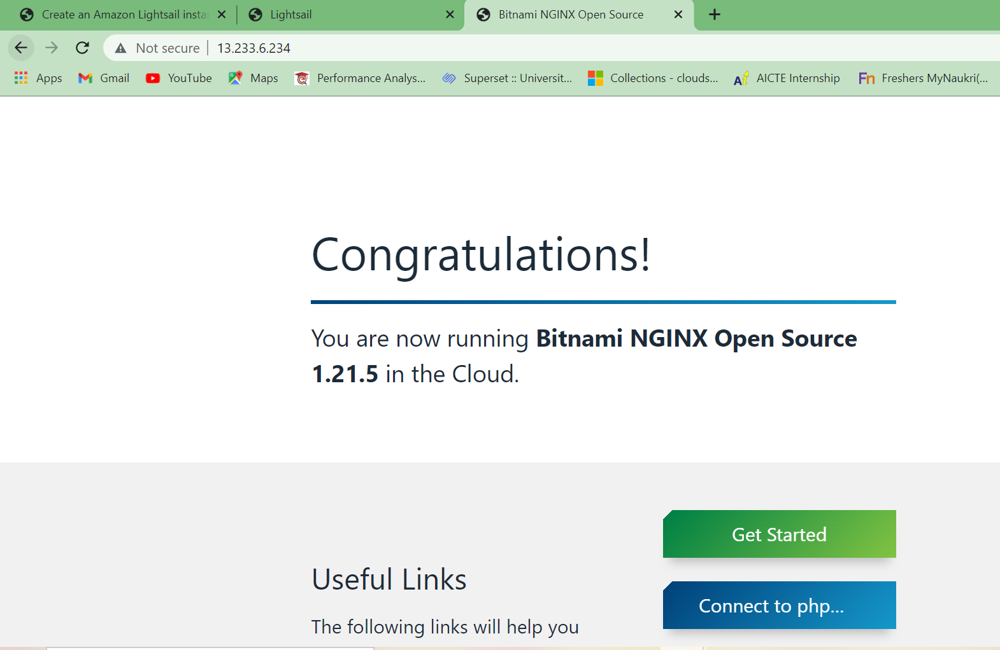 Create an Amazon Lightsail insta
Lightsail
Bitnami NGINX Open Source
Not secure
13.233.6.234
Apps
Gmail
YouTube
Maps
Performance Analys...
Superset :: Universit...
Collections - clouds...
AICTE Internship
Freshers MyNaukri(...
Congratulations!
You are now running Bitnami NGINX Open Source
1.21.5 in the Cloud.
Get Started
Useful Links
Connect to php...
The following links will help you